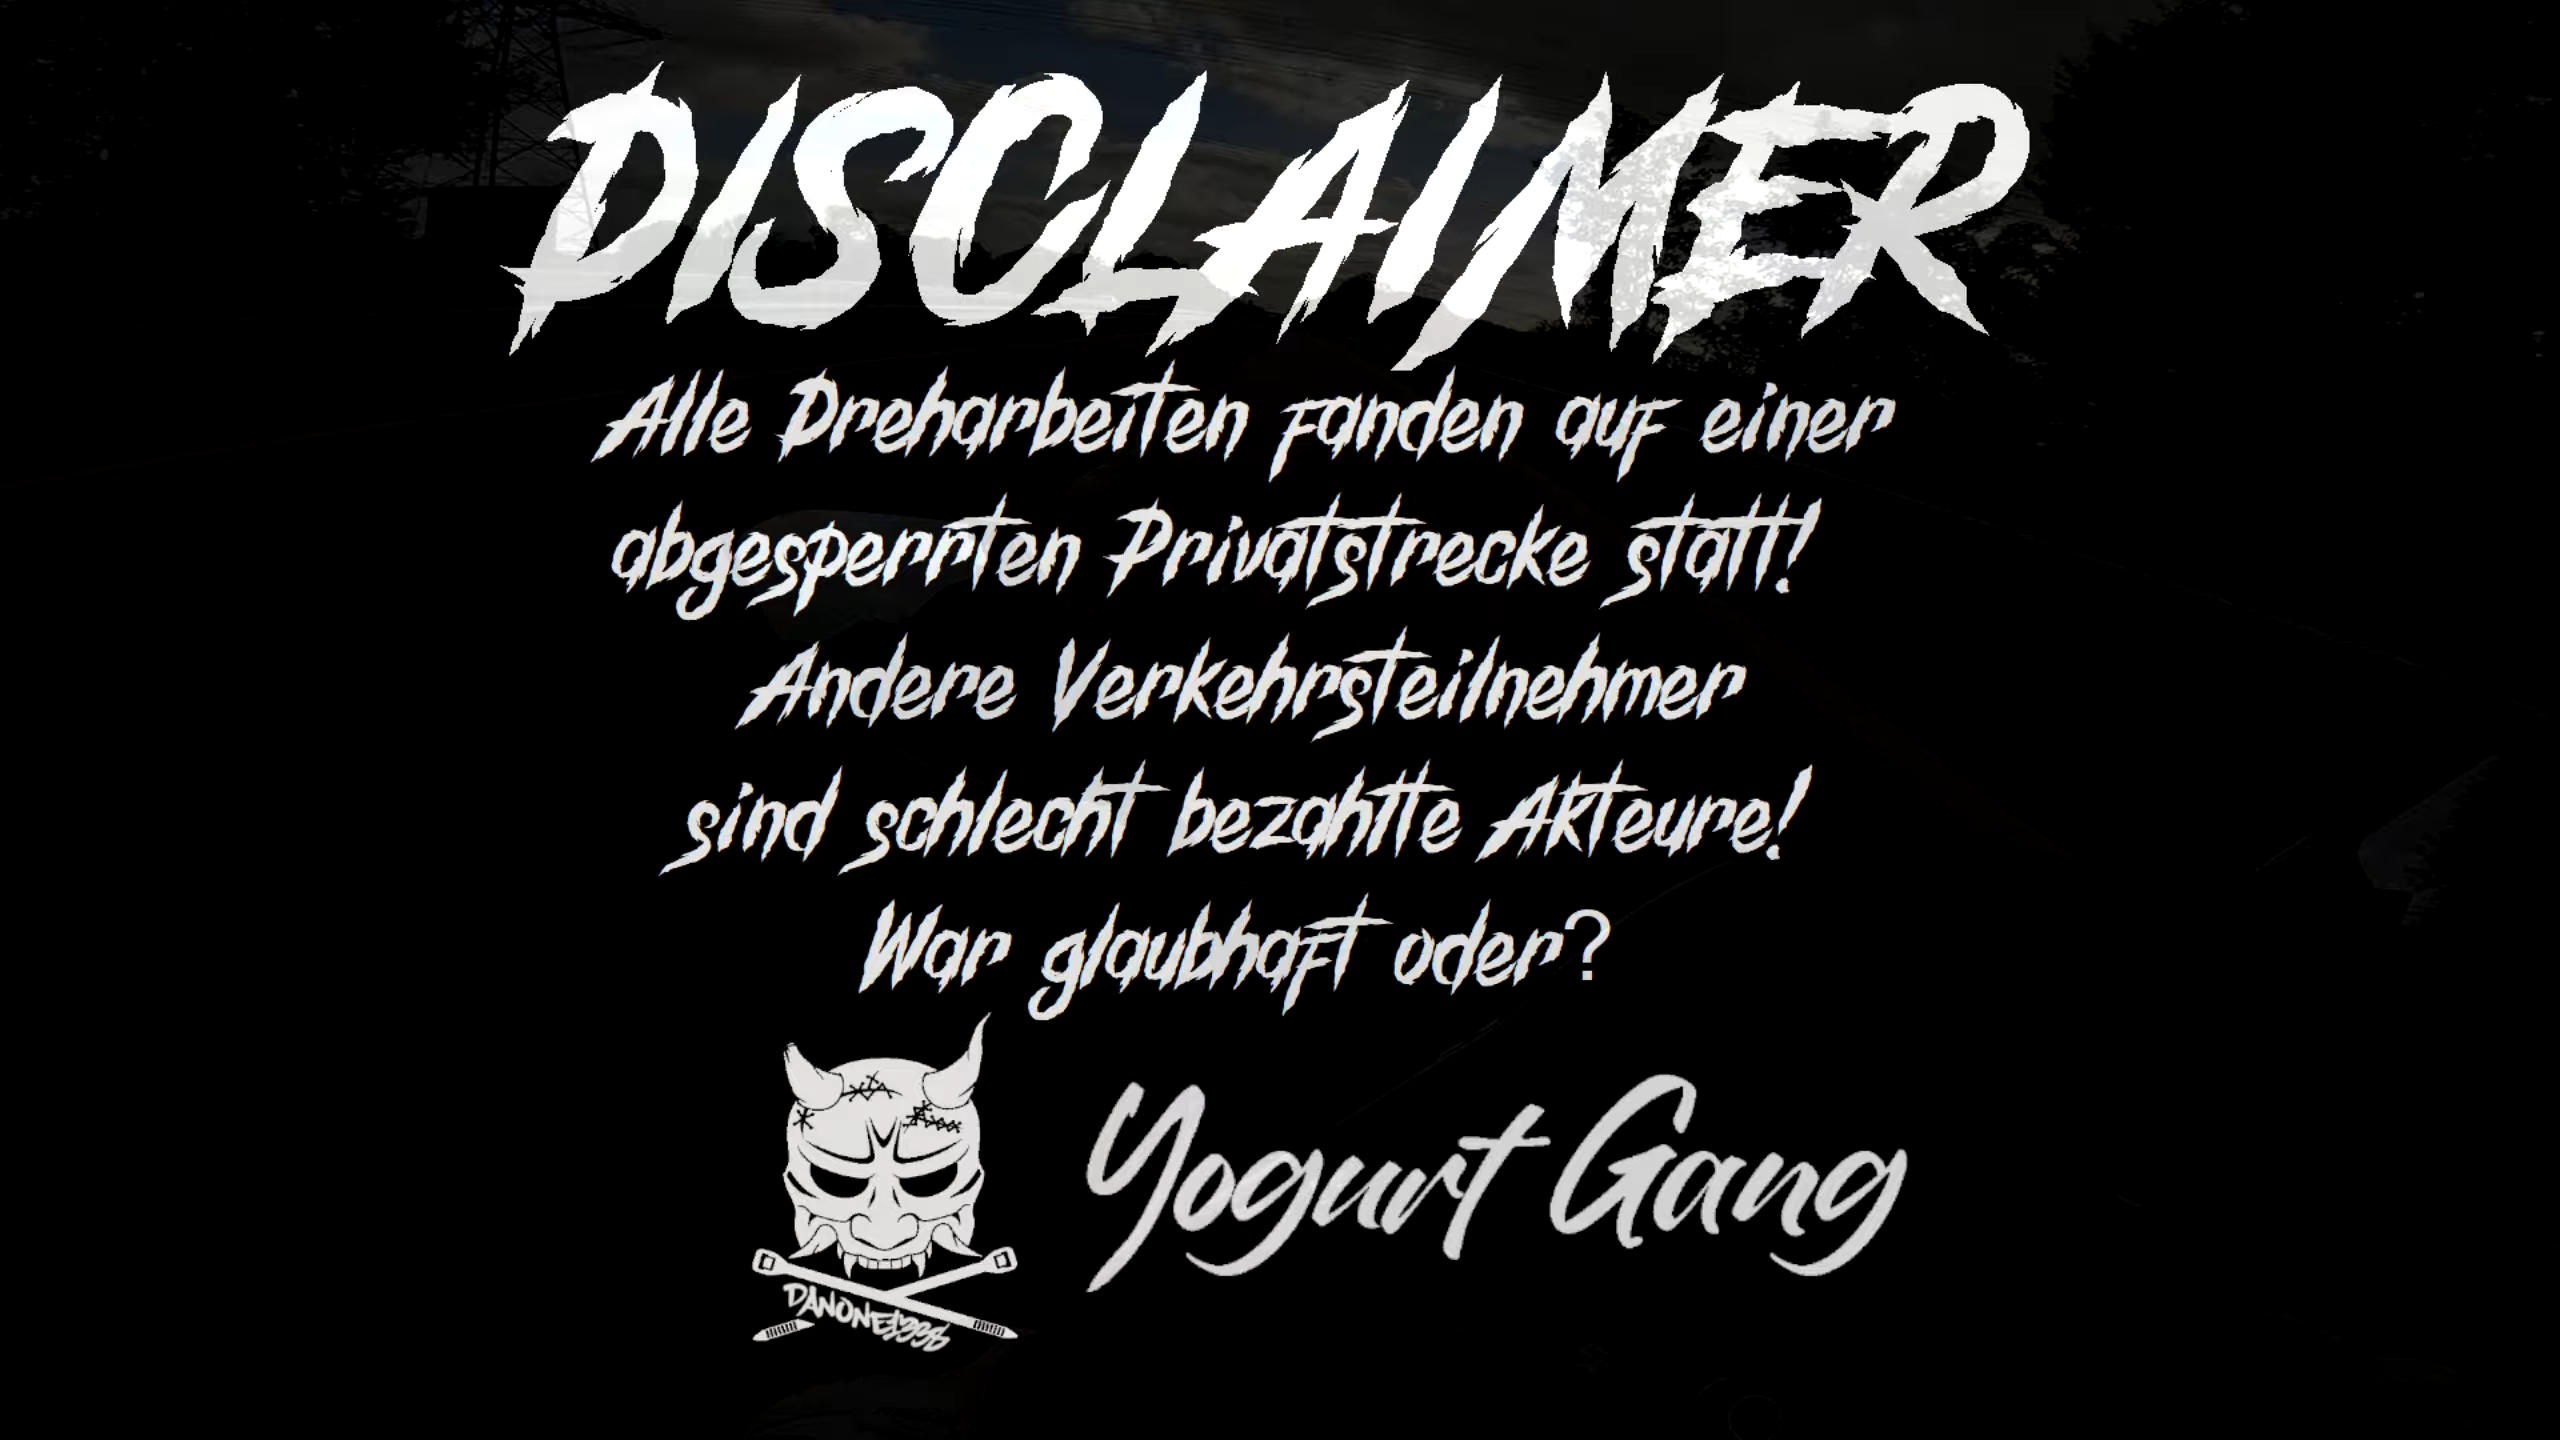 DISCLAIMER
Alle Dreharbeiten fanden auf einer
abgesperrten Privatstrecke statt!
Andere Verkehrsteilnehmer
sind schlecht bezahlte Akteure!
War glaubhaft oder?
Yogurt Gang
DANONE1338